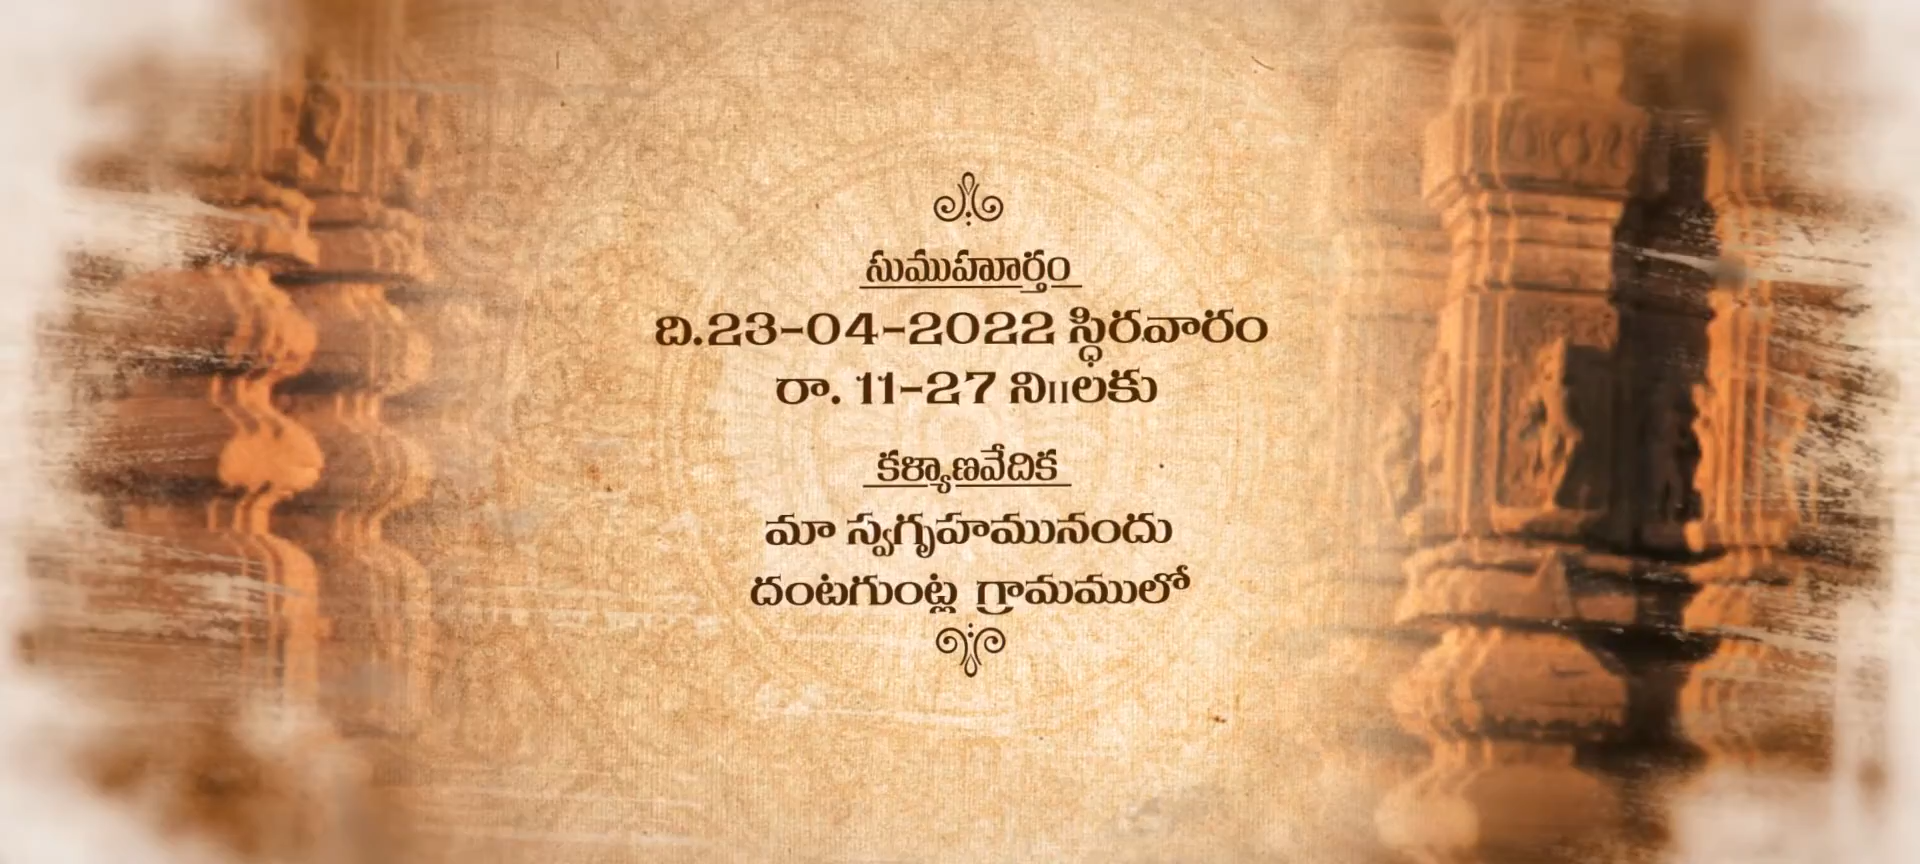 సుముహూర్తం
ది.23-04-2022 స్థిరవారం
రా. 11-27 ని॥లకు
కళ్యాణవేదిక
మా స్వగృహమునందు
దంటగుంట్ల గ్రామములో